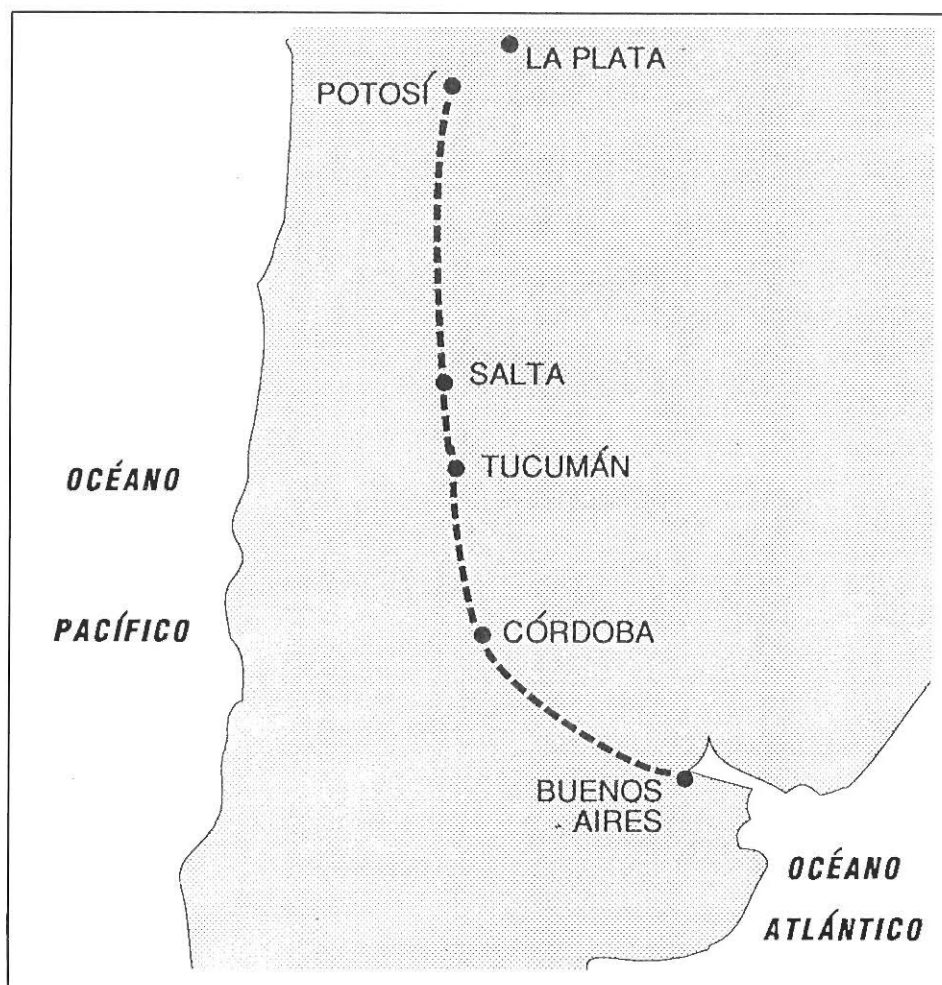 LA PLATA
POTOSÍ
SALTA
TUCUMÁN
OCÉANO
PACÍFICO
CÓRDOBA
BUENOS
AIRES
OCÉANO
ATLÁNTICO